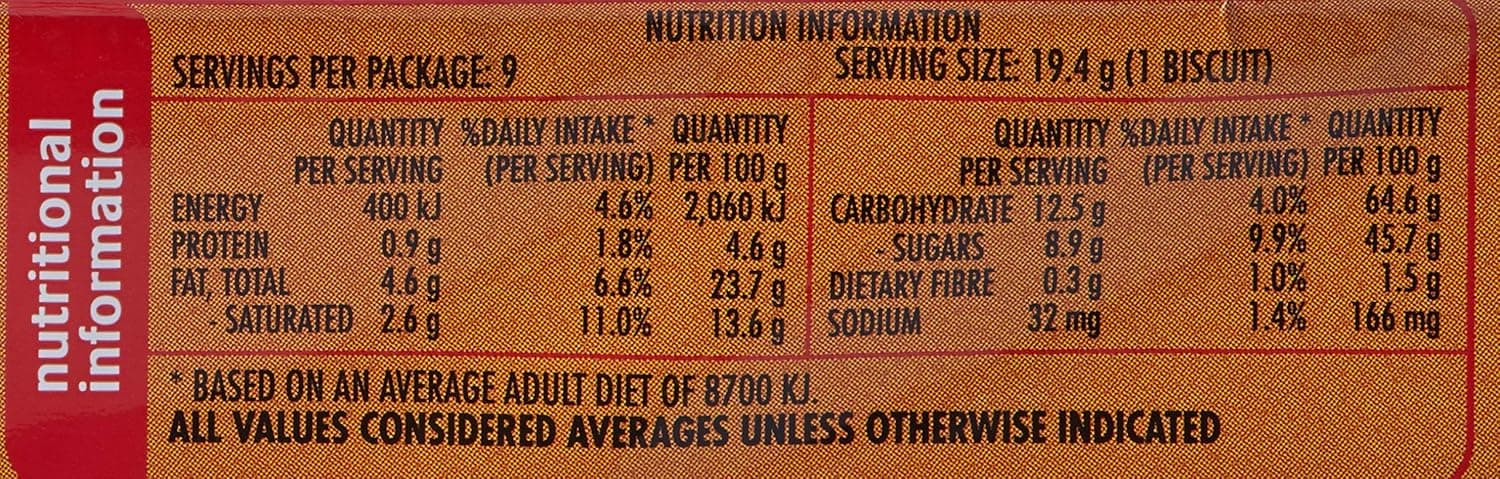 nutritional
information
NUTRITION INFORMATION
SERVINGS PER PACKAGE: 9 SERVING SIZE: 19.4 g (1 BISCUIT)
QUANTITY %DAILY INTAKE * QUANTITY
PER SERVING (PER SERVING) PER 100 g
ENERGY 400 kJ 4.6% 2,060 kJ
PROTEIN 0.9 g 1.8% 4.6 g
FAT, TOTAL 4.6 g 6.6% 23.7 g
- SATURATED 2.6 g 11.0% 13.6 g
QUANTITY %DAILY INTAKE * QUANTITY
PER SERVING (PER SERVING) PER 100 g
CARBOHYDRATE 12.5 g 4.0% 64.6 g
- SUGARS 8.9 g 9.9% 45.7 g
DIETARY FIBRE 0.3 g 1.0% 1.5 g
SODIUM 32 mg 1.4% 166 mg
* BASED ON AN AVERAGE ADULT DIET OF 8700 KJ.
ALL VALUES CONSIDERED AVERAGES UNLESS OTHERWISE INDICATED